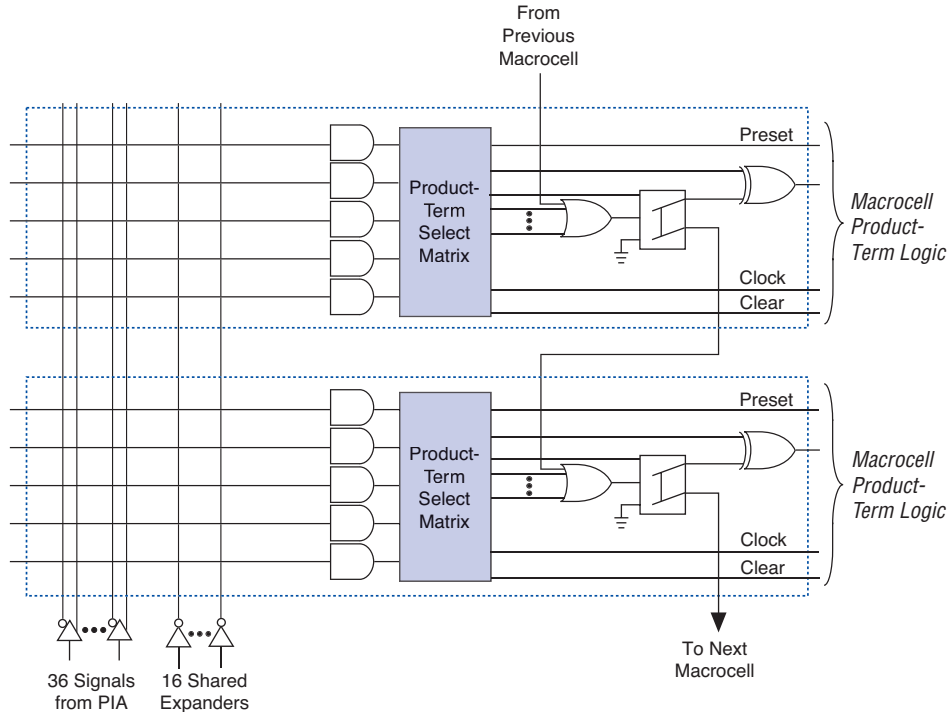 From
Previous
Macrocell
Preset
Product-
Term
Select
Matrix
Macrocell
Product-
Term Logic
Clock
Clear
Preset
Product-
Term
Select
Matrix
Macrocell
Product-
Term Logic
Clock
Clear
36 Signals
from PIA
16 Shared
Expanders
To Next
Macrocell